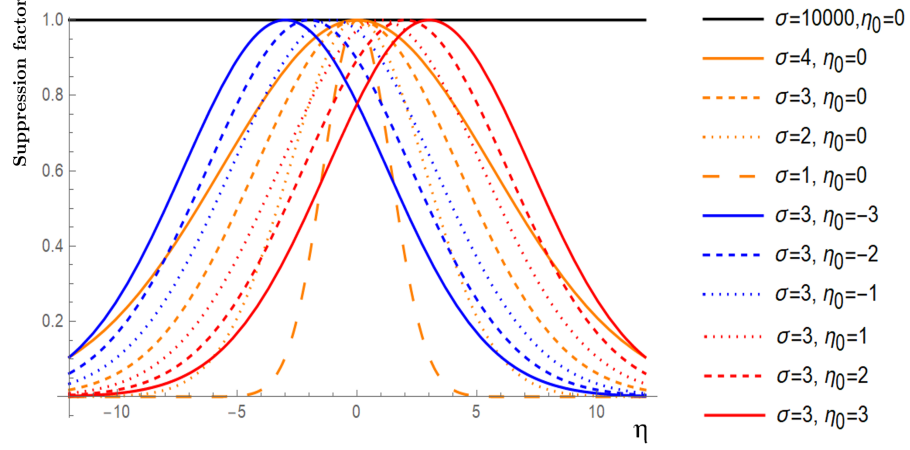 Suppression factor
1.0
0.8
0.6
0.4
0.2
−10
−5
0
5
10
η
σ=10000,η0=0
σ=4, η0=0
σ=3, η0=0
σ=2, η0=0
σ=1, η0=0
σ=3, η0=−3
σ=3, η0=−2
σ=3, η0=−1
σ=3, η0=1
σ=3, η0=2
σ=3, η0=3